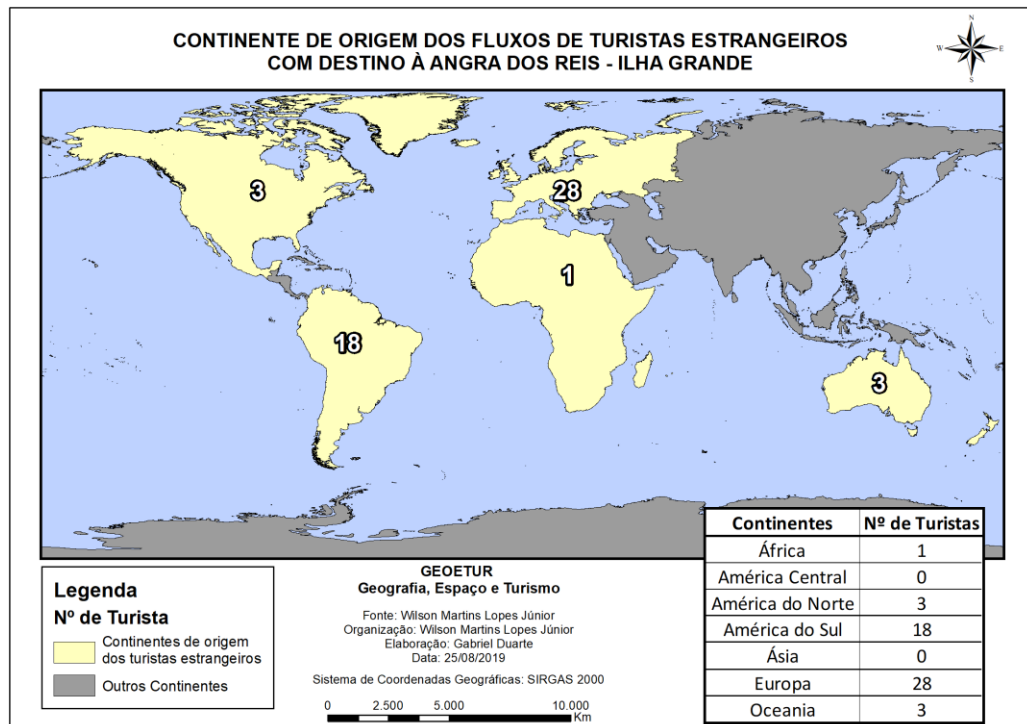 CONTINENTE DE ORIGEM DOS FLUXOS DE TURISTAS ESTRANGEIROS
COM DESTINO À ANGRA DOS REIS - ILHA GRANDE
N
W E
S
3
28
1
18
3
Legenda
Nº de Turista
Continentes de origem
dos turistas estrangeiros
Outros Continentes
GEOETUR
Geografia, Espaço e Turismo
Fonte: Wilson Martins Lopes Júnior
Organização: Wilson Martins Lopes Júnior
Elaboração: Gabriel Duarte
Data: 25/08/2019
Sistema de Coordenadas Geográficas: SIRGAS 2000
0 2.500 5.000 10.000
Km
Continentes Nº de Turistas
África 1
América Central 0
América do Norte 3
América do Sul 18
Ásia 0
Europa 28
Oceania 3